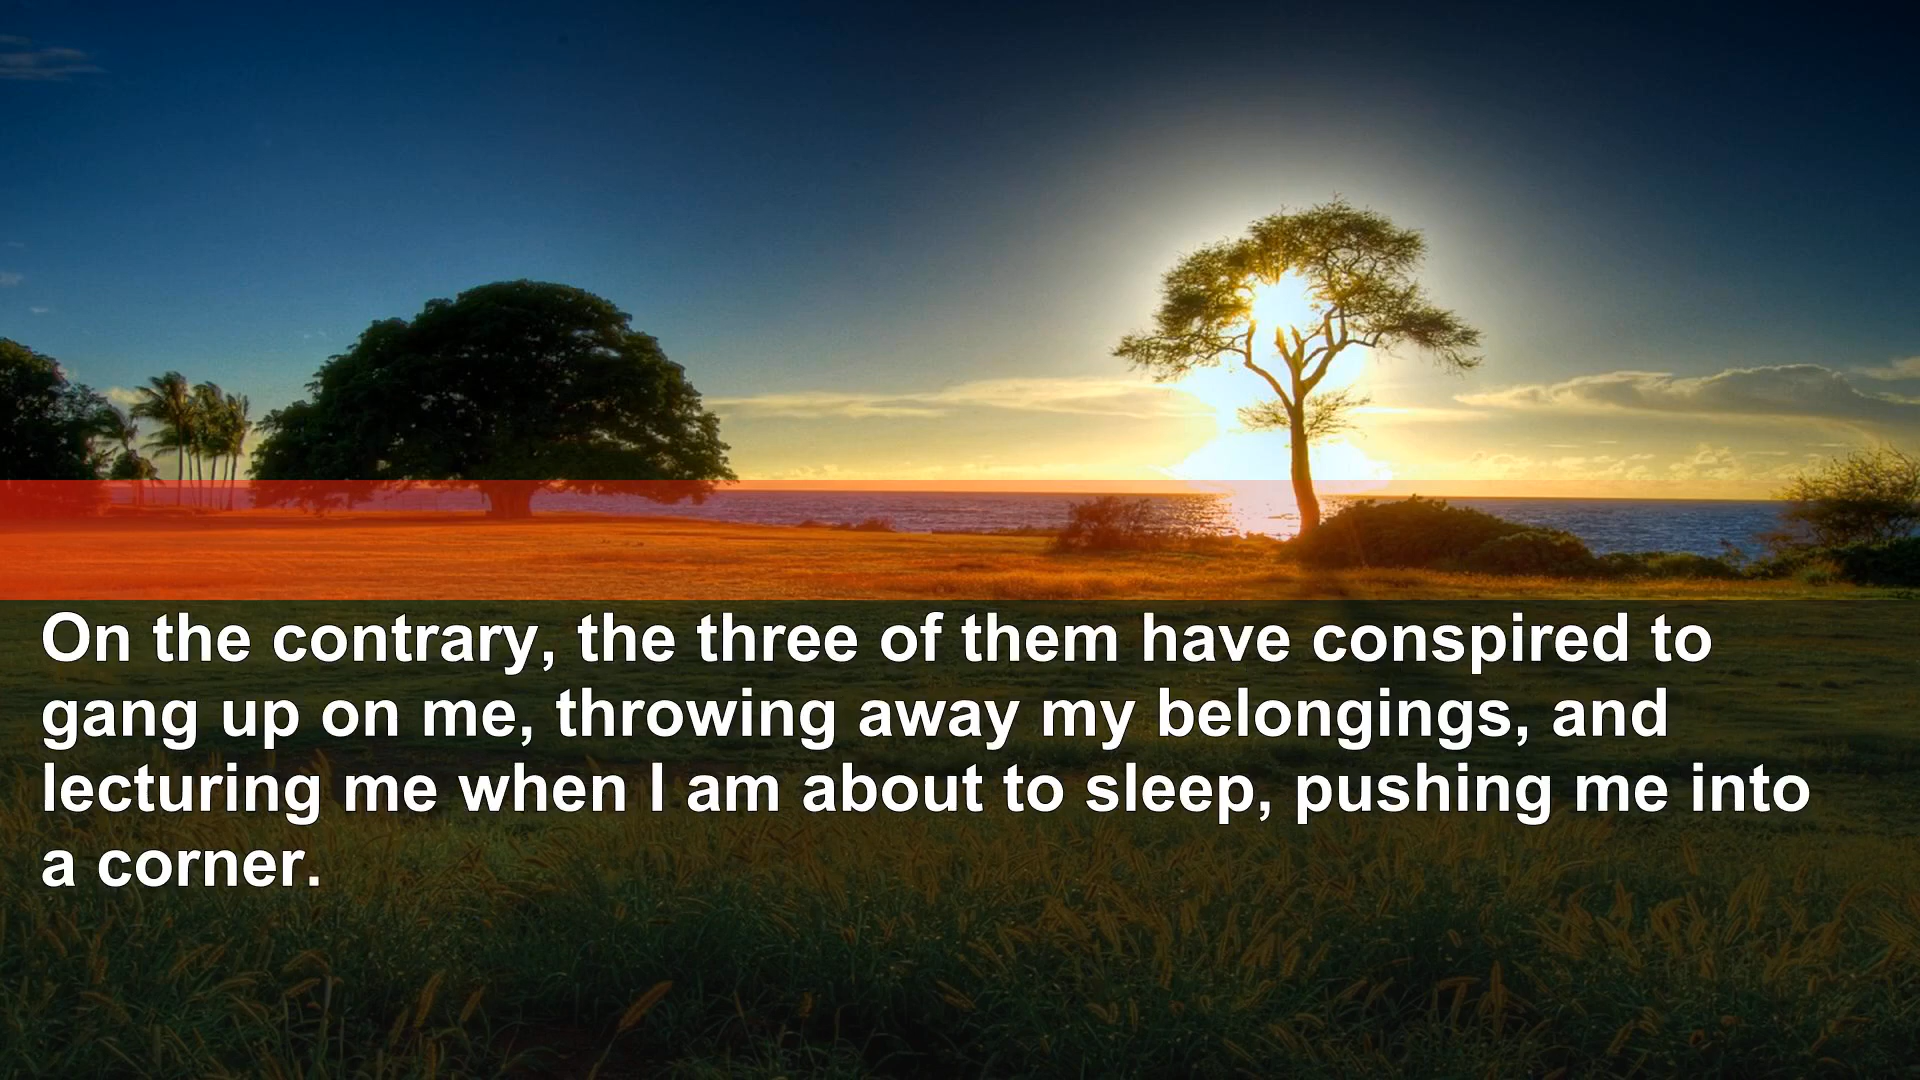 On the contrary, the three of them have conspired to
gang up on me, throwing away my belongings, and
lecturing me when I am about to sleep, pushing me into
a corner.